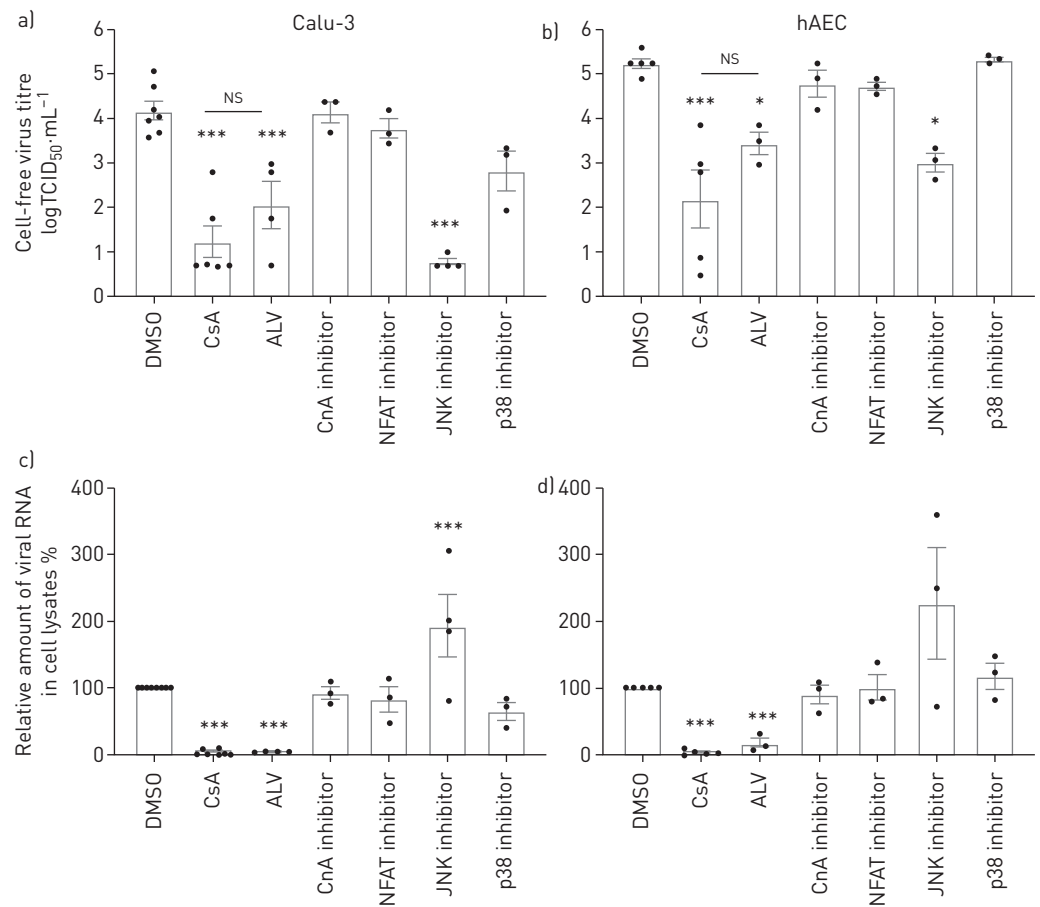 a)
Calu-3
Cell-free virus titre
logTCID50·mL−1
6
5
4
3
2
1
0
NS
***
***
***
DMSO
CsA
ALV
CnA inhibitor
NFAT inhibitor
JNK inhibitor
p38 inhibitor
b)
hAEC
6
5
4
3
2
1
0
NS
***
*
*
DMSO
CsA
ALV
CnA inhibitor
NFAT inhibitor
JNK inhibitor
p38 inhibitor
c)
Relative amount of viral RNA
in cell lysates %
400
300
200
100
0
***
***
***
DMSO
CsA
ALV
CnA inhibitor
NFAT inhibitor
JNK inhibitor
p38 inhibitor
d)
400
300
200
100
0
***
***
DMSO
CsA
ALV
CnA inhibitor
NFAT inhibitor
JNK inhibitor
p38 inhibitor